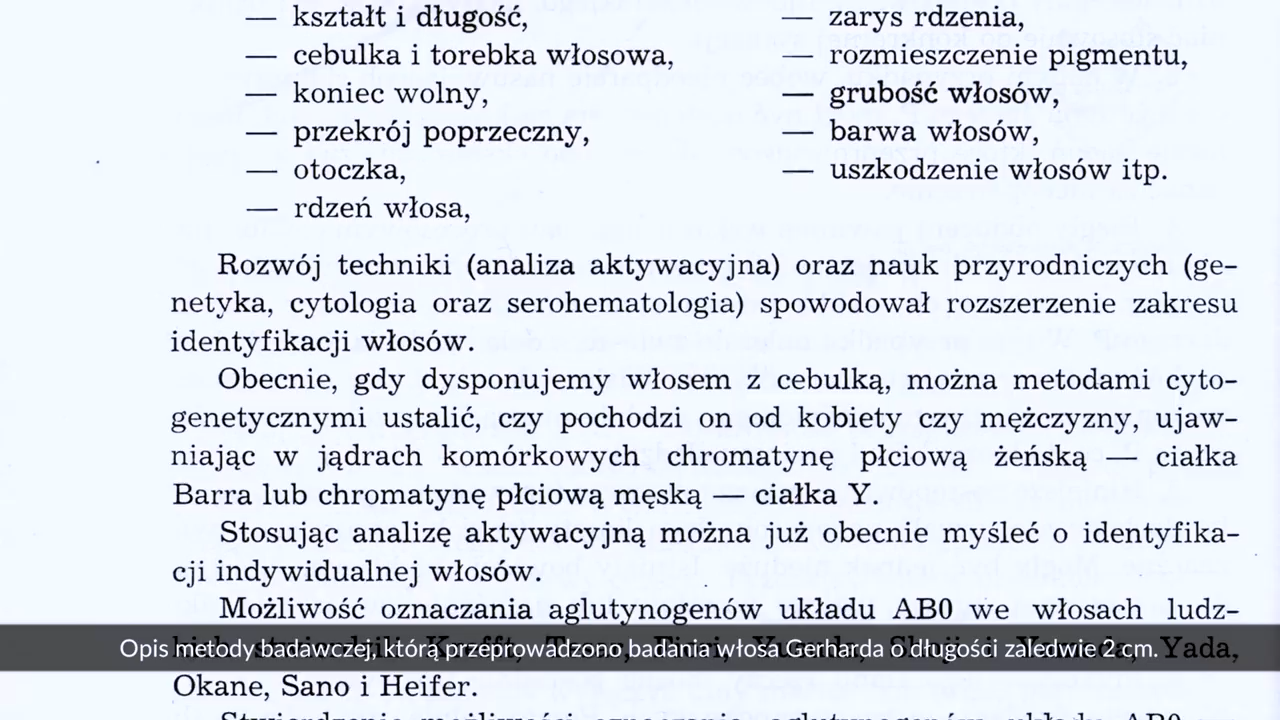 — kształt i długość,
— cebulka i torebka włosowa,
— koniec wolny,
— przekrój poprzeczny,
— otoczka,
— rdzeń włosa,
— zarys rdzenia,
— rozmieszczenie pigmentu,
— grubość włosów,
— barwa włosów,
— uszkodzenie włosów itp.
Rozwój techniki (analiza aktywacyjna) oraz nauk przyrodniczych (ge-
netyka, cytologia oraz serohematologia) spowodował rozszerzenie zakresu
identyfikacji włosów.
Obecnie, gdy dysponujemy włosem z cebulką, można metodami cyto-
genetycznymi ustalić, czy pochodzi on od kobiety czy mężczyzny, ujaw-
niając w jądrach komórkowych chromatynę płciową żeńską — ciałka
Barra lub chromatynę płciową męską — ciałka Y.
Stosując analizę aktywacyjną można już obecnie myśleć o identyfika-
cji indywidualnej włosów.
Możliwość oznaczania aglutynogenów układu AB0 we włosach ludz-
Yada,
Opis metody badawczej, którą przeprowadzono badania włosa Gerharda o długości zaledwie 2 cm.
Okane, Sano i Heifer.